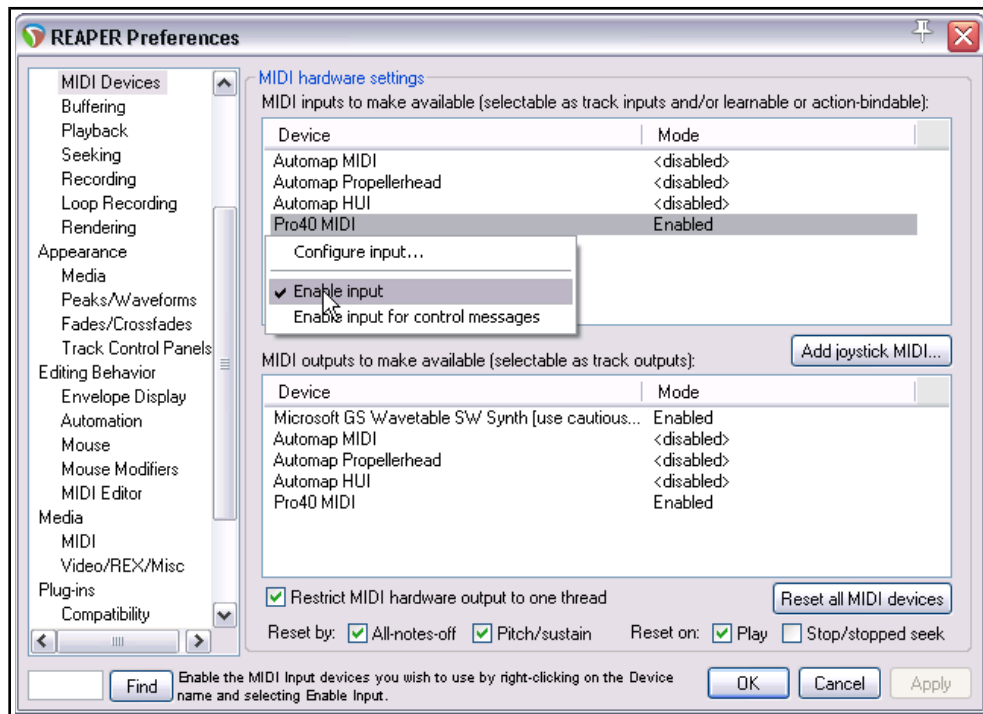 REAPER Preferences
MIDI Devices
Buffering
Playback
Seeking
Recording
Loop Recording
Rendering
Appearance
Media
Peaks/Waveforms
Fades/Crossfades
Track Control Panels
Editing Behavior
Envelope Display
Automation
Mouse
Mouse Modifiers
MIDI Editor
Media
MIDI
Video/REX/Misc
Plug-ins
Compatibility
MIDI hardware settings
MIDI inputs to make available (selectable as track inputs and/or learnable or action-bindable):
Device Mode
Automap MIDI <disabled>
Automap Propellerhead <disabled>
Automap HUI <disabled>
Pro40 MIDI Enabled
Configure input...
Enable input
Enable input for control messages
Add joystick MIDI...
MIDI outputs to make available (selectable as track outputs):
Device Mode
Microsoft GS Wavetable SW Synth [use cautious... Enabled
Automap MIDI <disabled>
Automap Propellerhead <disabled>
Automap HUI <disabled>
Pro40 MIDI Enabled
Restrict MIDI hardware output to one thread
Reset all MIDI devices
Reset by: All-notes-off Pitch/sustain Reset on: Play Stop/stopped seek
Find
Enable the MIDI Input devices you wish to use by right-clicking on the Device
name and selecting Enable Input.
OK Cancel Apply